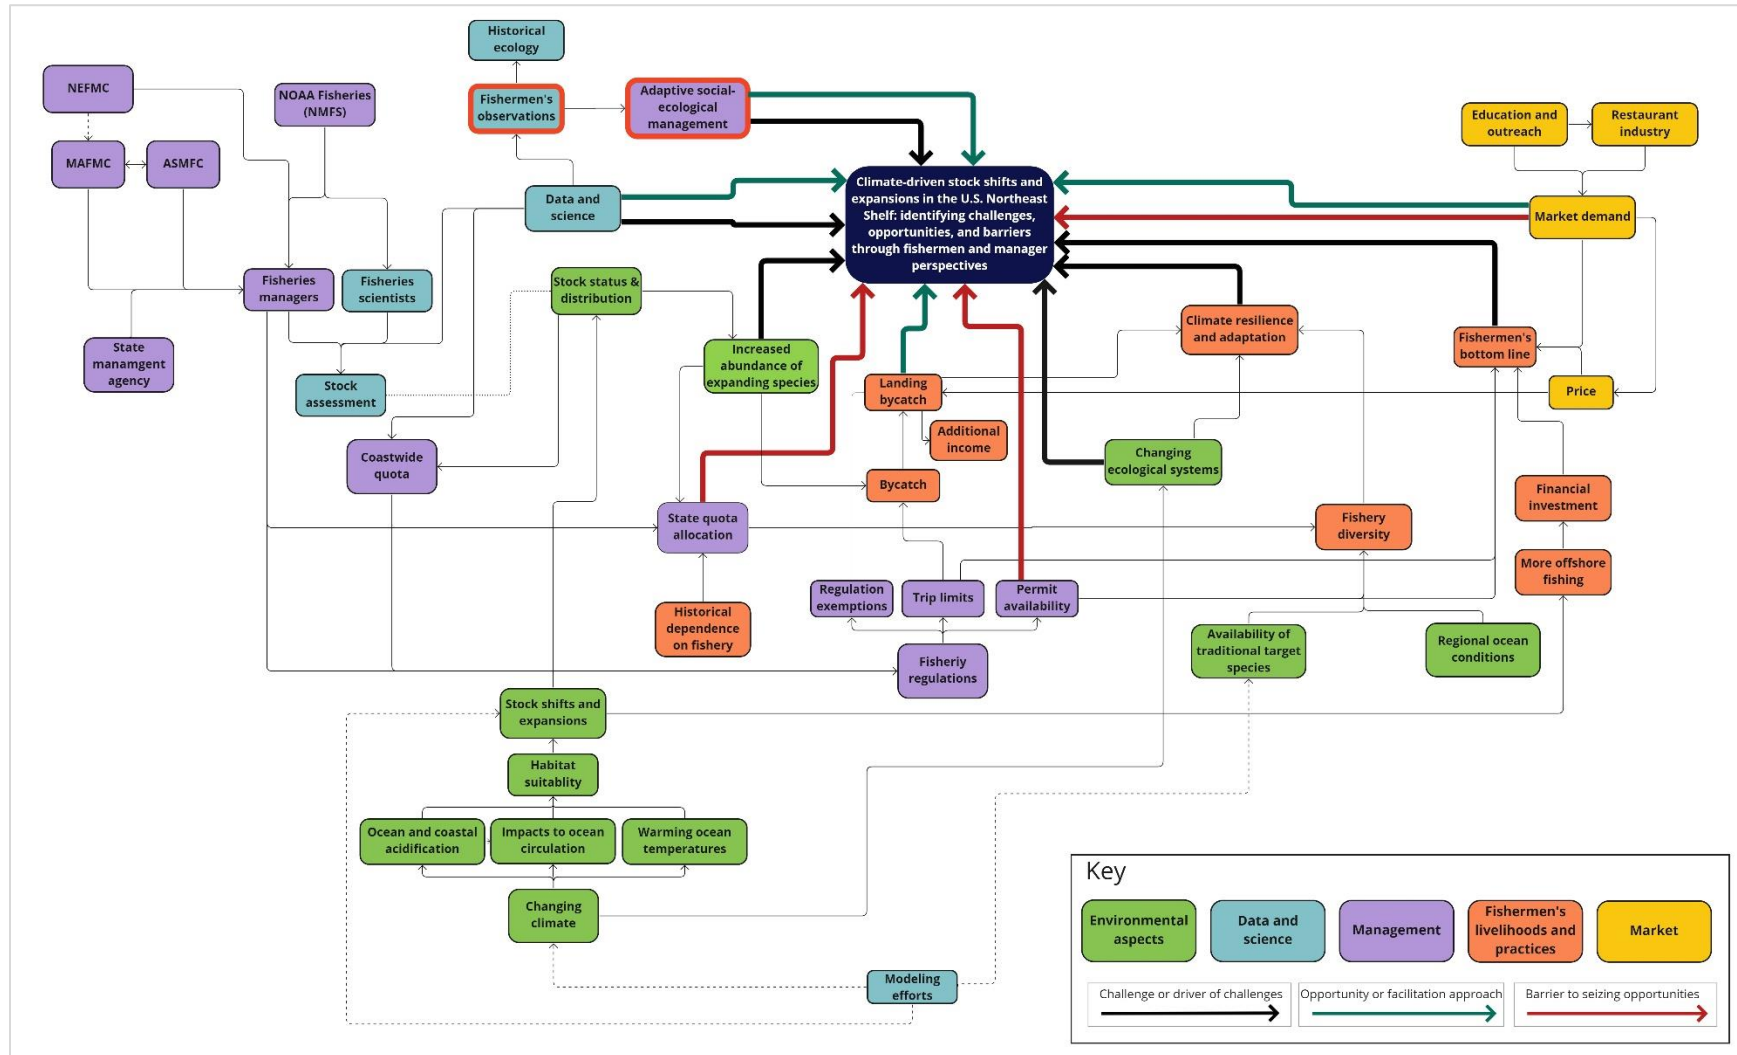 Historical
ecology
NEFMC
NOAA Fisheries
(NMFS)
Fishermen's
observations
Adaptive social-
ecological
management
Education and
outreach
Restaurant
industry
MAFMC
ASMFC
Data and
science
Climate-driven stock shifts and
expansions in the U.S. Northeast
Shelf: identifying challenges,
opportunities, and barriers
through fishermen and manager
perspectives
Market demand
Fisheries
managers
Fisheries
scientists
Stock status &
distribution
Climate resilience
and adaptation
Fishermen's
bottom line
State
managment
agency
Stock
assessment
Increased
abundance of
expanding species
Landing
bycatch
Price
Additional
income
Coastwide
quota
Changing
ecological systems
Bycatch
Financial
investment
State quota
allocation
Fishery
diversity
More offshore
fishing
Regulation
exemptions
Trip limits
Permit
availability
Historical
dependence
on fishery
Availability of
traditional target
species
Regional ocean
conditions
Fisheriy
regulations
Stock shifts and
expansions
Habitat
suitablity
Ocean and coastal
acidification
Impacts to ocean
circulation
Warming ocean
temperatures
Changing
climate
Modeling
efforts
Key
Environmental
aspects
Data and
science
Management
Fishermen's
livelihoods and
practices
Market
Challenge or driver of challenges
Opportunity or facilitation approach
Barrier to seizing opportunities